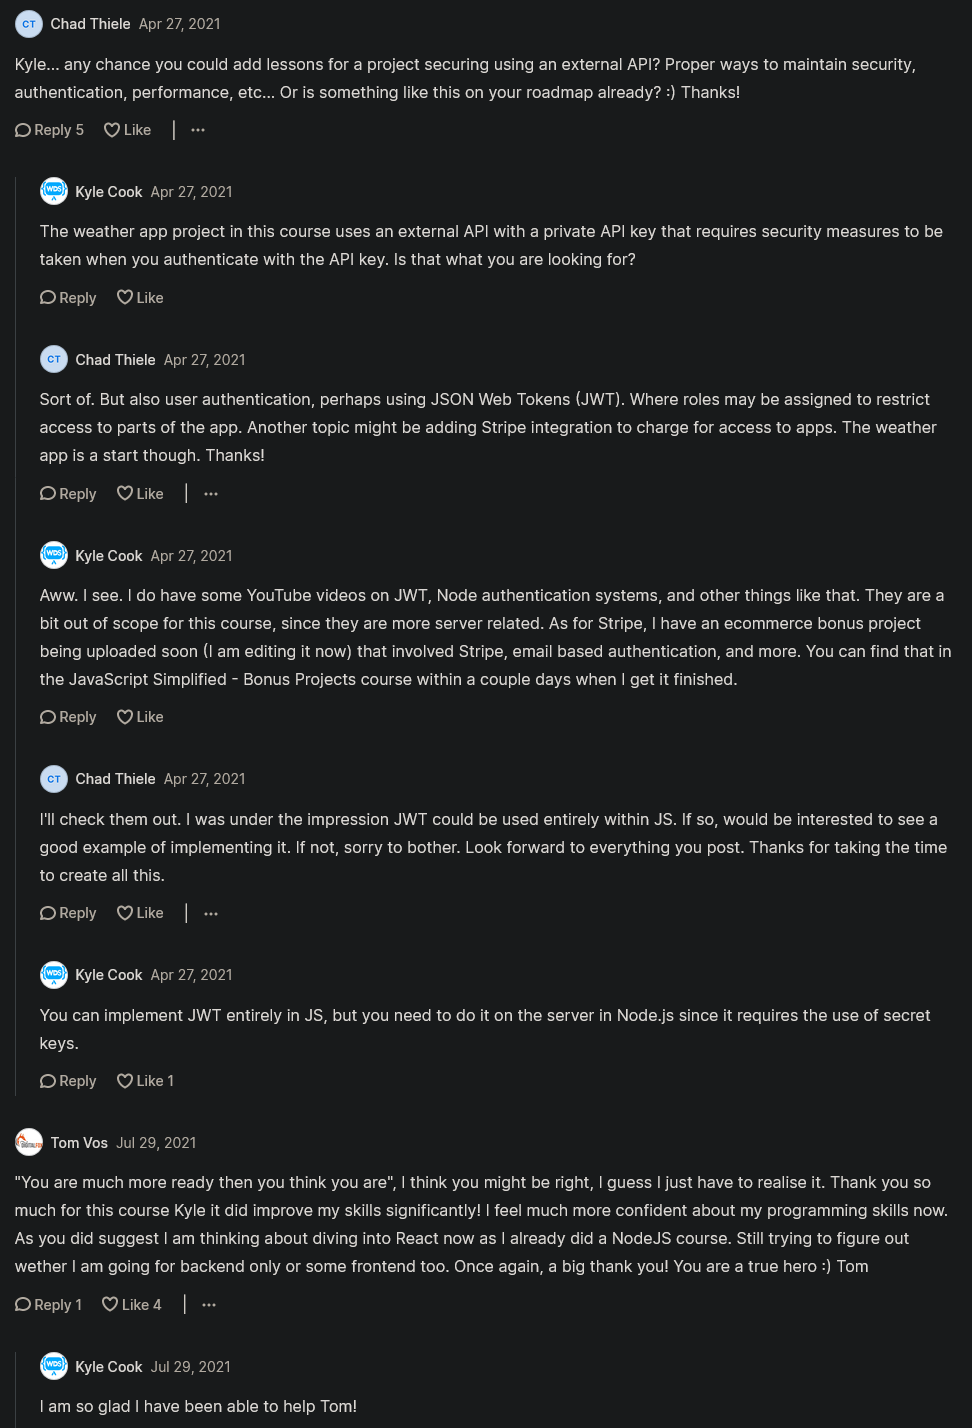 CT Chad Thiele Apr 27, 2021
Kyle... any chance you could add lessons for a project securing using an external API? Proper ways to maintain security,
authentication, performance, etc... Or is something like this on your roadmap already? :) Thanks!
Reply 5 Like | ...
WDS Kyle Cook Apr 27, 2021
The weather app project in this course uses an external API with a private API key that requires security measures to be
taken when you authenticate with the API key. Is that what you are looking for?
Reply Like
CT Chad Thiele Apr 27, 2021
Sort of. But also user authentication, perhaps using JSON Web Tokens (JWT). Where roles may be assigned to restrict
access to parts of the app. Another topic might be adding Stripe integration to charge for access to apps. The weather
app is a start though. Thanks!
Reply Like | ...
WDS Kyle Cook Apr 27, 2021
Aww. I see. I do have some YouTube videos on JWT, Node authentication systems, and other things like that. They are a
bit out of scope for this course, since they are more server related. As for Stripe, I have an ecommerce bonus project
being uploaded soon (I am editing it now) that involved Stripe, email based authentication, and more. You can find that in
the JavaScript Simplified - Bonus Projects course within a couple days when I get it finished.
Reply Like
CT Chad Thiele Apr 27, 2021
I'll check them out. I was under the impression JWT could be used entirely within JS. If so, would be interested to see a
good example of implementing it. If not, sorry to bother. Look forward to everything you post. Thanks for taking the time
to create all this.
Reply Like | ...
WDS Kyle Cook Apr 27, 2021
You can implement JWT entirely in JS, but you need to do it on the server in Node.js since it requires the use of secret
keys.
Reply Like 1
Tom Vos Jul 29, 2021
"You are much more ready then you think you are", I think you might be right, I guess I just have to realise it. Thank you so
much for this course Kyle it did improve my skills significantly! I feel much more confident about my programming skills now.
As you did suggest I am thinking about diving into React now as I already did a NodeJS course. Still trying to figure out
wether I am going for backend only or some frontend too. Once again, a big thank you! You are a true hero :) Tom
Reply 1 Like 4 | ...
WDS Kyle Cook Jul 29, 2021
I am so glad I have been able to help Tom!